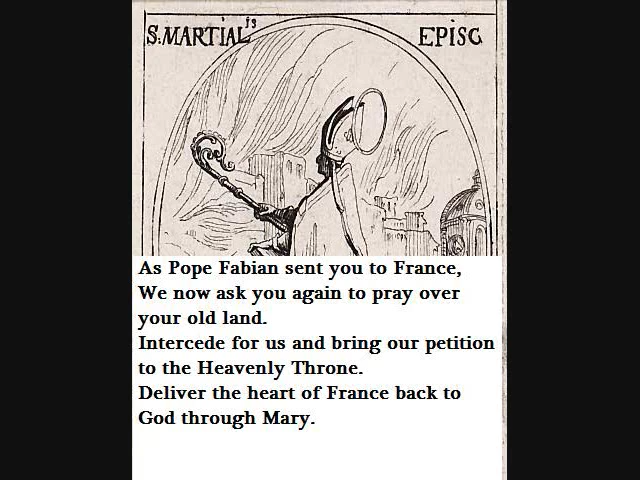 S. MARTIALis EPISC
As Pope Fabian sent you to France,
We now ask you again to pray over
your old land.
Intercede for us and bring our petition
to the Heavenly Throne.
Deliver the heart of France back to
God through Mary.